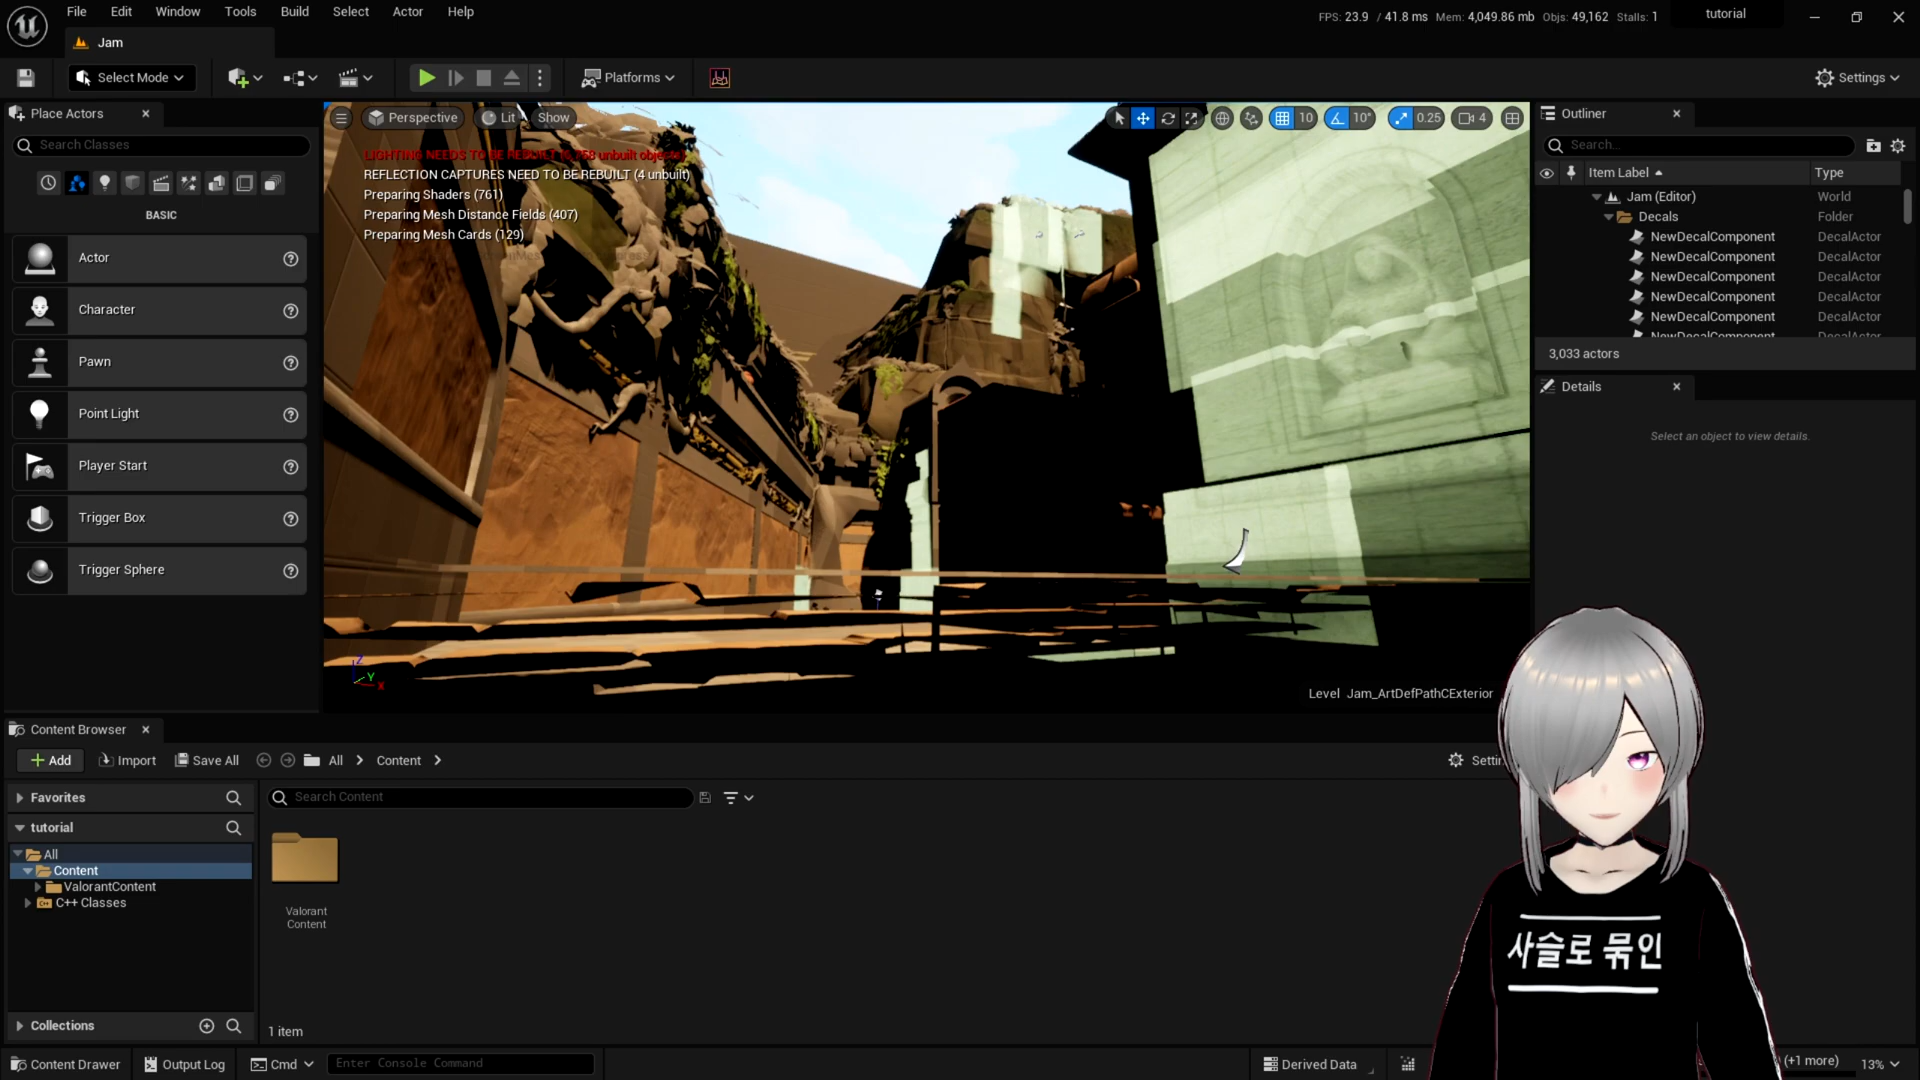 File Edit Window Tools Build Select Actor Help
FPS: 23.9 / 41.8 ms Mem: 4,049.86 mb Objs: 49,162 Stalls: 1
tutorial
Jam
Select Mode
Platforms
Settings
Place Actors
Search Classes
BASIC
Actor
Character
Pawn
Point Light
Player Start
Trigger Box
Trigger Sphere
Perspective Lit Show
10 10° 0.25 4
REFLECTION CAPTURES NEED TO BE REBUILT (4 unbuilt)
Preparing Shaders (761)
Preparing Mesh Distance Fields (407)
Preparing Mesh Cards (129)
Z
Y
X
Level Jam_ArtDefPathCExterior
Outliner
Search...
Item Label Type
Jam (Editor) World
Decals Folder
NewDecalComponent DecalActor
NewDecalComponent DecalActor
NewDecalComponent DecalActor
NewDecalComponent DecalActor
NewDecalComponent DecalActor
NewDecalComponent DecalActor
3,033 actors
Details
Select an object to view details.
Content Browser
Add Import Save All All Content
Favorites
Search Content
tutorial
All
Content
ValorantContent
C++ Classes
Valorant
Content
Collections
1 item
사슬로 묶인
Content Drawer Output Log Cmd Enter Console Command
Derived Data
(+1 more) 13%